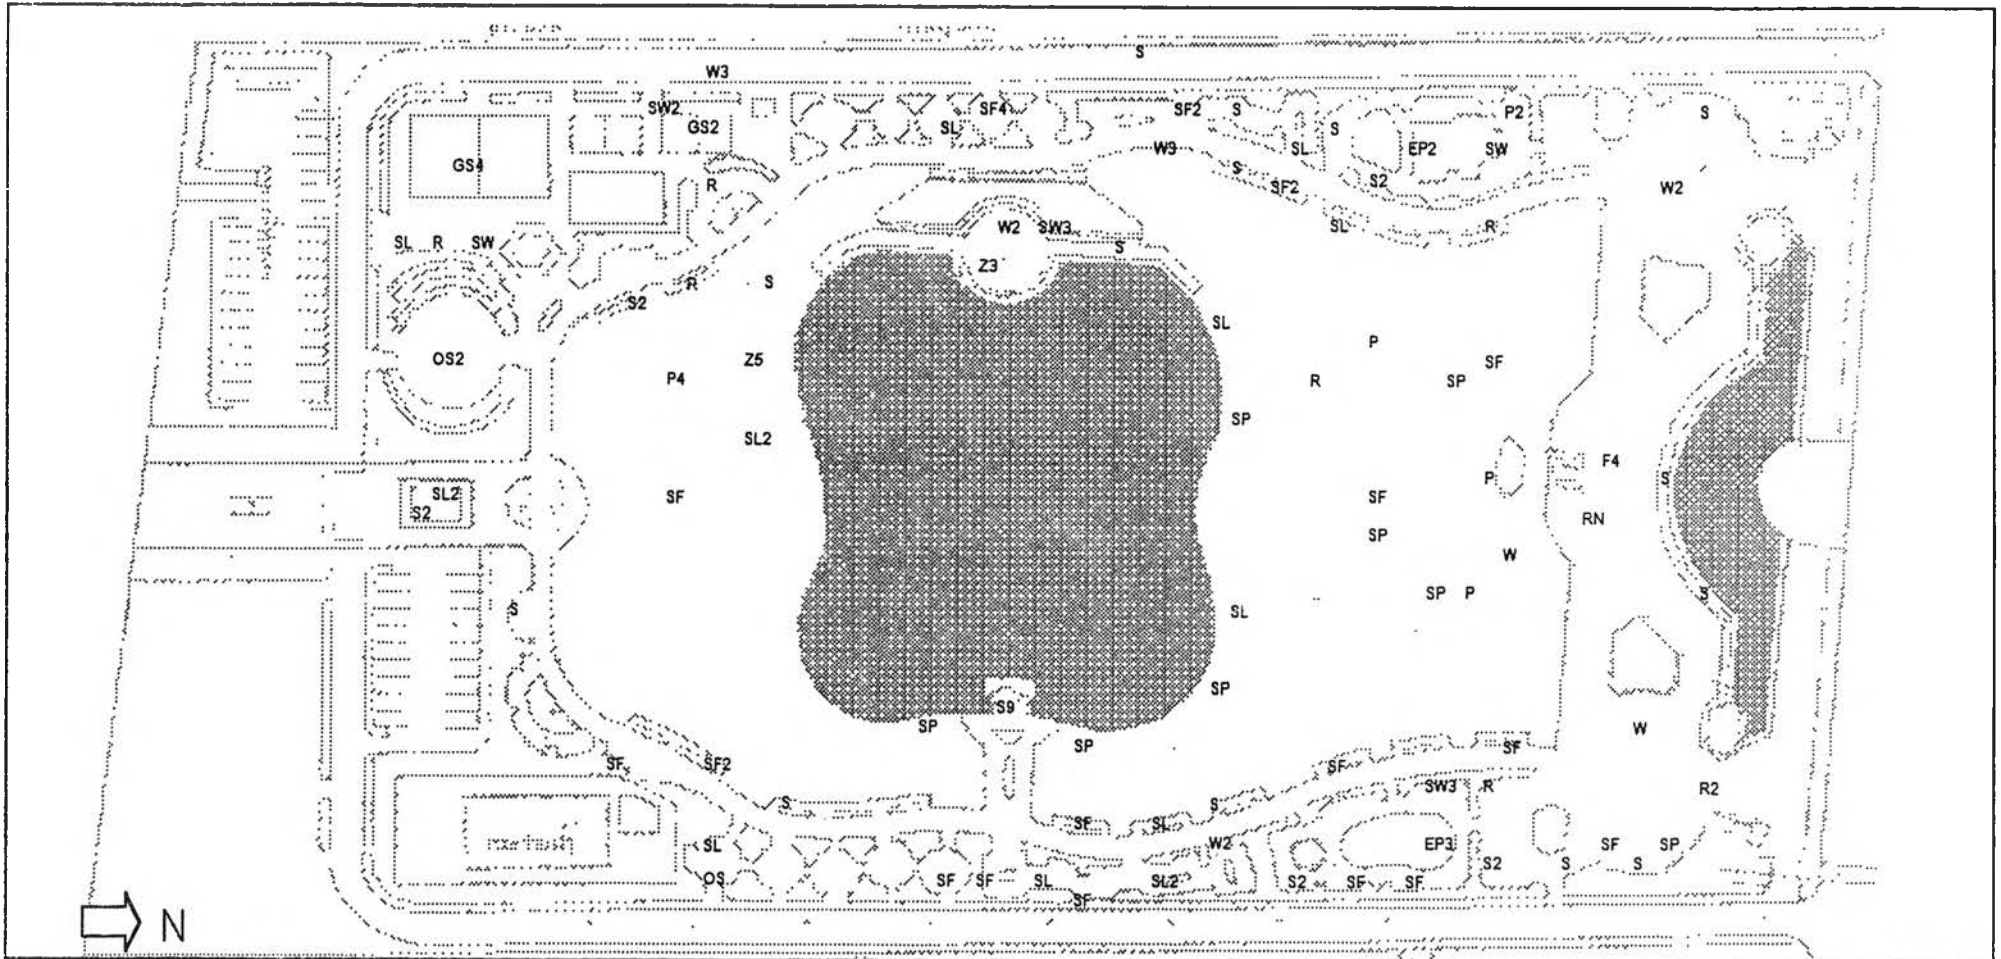 S
W3
SW2 SF4 SF2 S P2 S
GS2 SL S
GS4 W9 SL EP2 SW
S
R SF2 S2 W2
W2 SW3 SL R
SL R SW S
Z3
S2 R S
SL
P
OS2 Z5 SF
P4 R SP
SP
SL2
F4
S
SL2 P
SF SF
S2 RN
SP
W
S SP P S
SL
SP
S9
SP W
SP SF
SF SF2 SF
SW3 R R2
S S
SF SL
SL W2 EP3 SF SP
S2 S S
OS SF SF SL SL2 S2 SF SF
SF
N